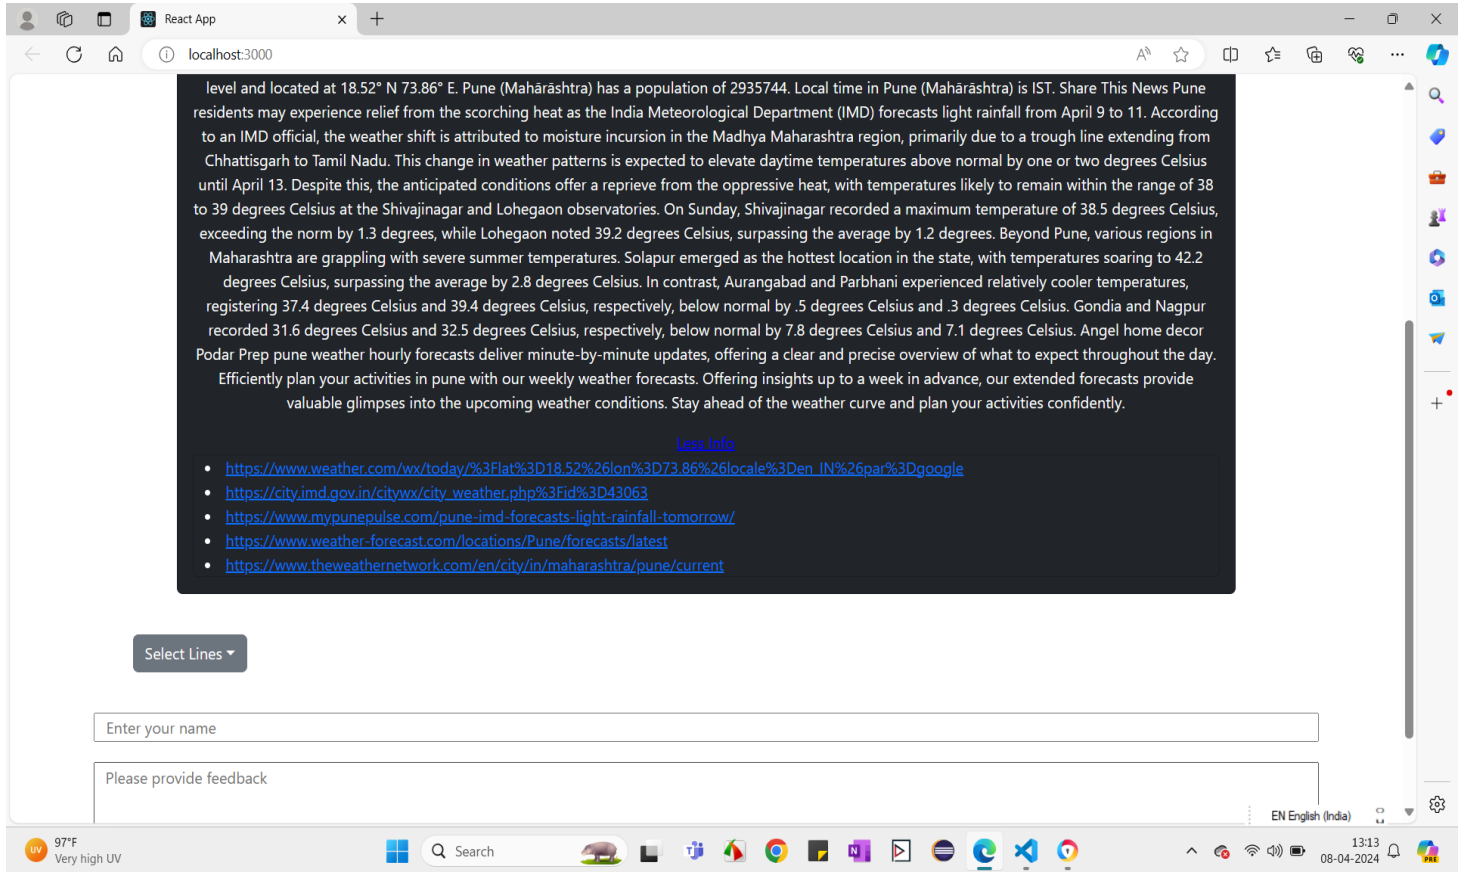 React App
localhost:3000
level and located at 18.52° N 73.86° E. Pune (Mahārāshtra) has a population of 2935744. Local time in Pune (Mahārāshtra) is IST. Share This News Pune
residents may experience relief from the scorching heat as the India Meteorological Department (IMD) forecasts light rainfall from April 9 to 11. According
to an IMD official, the weather shift is attributed to moisture incursion in the Madhya Maharashtra region, primarily due to a trough line extending from
Chhattisgarh to Tamil Nadu. This change in weather patterns is expected to elevate daytime temperatures above normal by one or two degrees Celsius
until April 13. Despite this, the anticipated conditions offer a reprieve from the oppressive heat, with temperatures likely to remain within the range of 38
to 39 degrees Celsius at the Shivajinagar and Lohegaon observatories. On Sunday, Shivajinagar recorded a maximum temperature of 38.5 degrees Celsius,
exceeding the norm by 1.3 degrees, while Lohegaon noted 39.2 degrees Celsius, surpassing the average by 1.2 degrees. Beyond Pune, various regions in
Maharashtra are grappling with severe summer temperatures. Solapur emerged as the hottest location in the state, with temperatures soaring to 42.2
degrees Celsius, surpassing the average by 2.8 degrees Celsius. In contrast, Aurangabad and Parbhani experienced relatively cooler temperatures,
registering 37.4 degrees Celsius and 39.4 degrees Celsius, respectively, below normal by .5 degrees Celsius and .3 degrees Celsius. Gondia and Nagpur
recorded 31.6 degrees Celsius and 32.5 degrees Celsius, respectively, below normal by 7.8 degrees Celsius and 7.1 degrees Celsius. Angel home decor
Podar Prep pune weather hourly forecasts deliver minute-by-minute updates, offering a clear and precise overview of what to expect throughout the day.
Efficiently plan your activities in pune with our weekly weather forecasts. Offering insights up to a week in advance, our extended forecasts provide
valuable glimpses into the upcoming weather conditions. Stay ahead of the weather curve and plan your activities confidently.
Less Info
https://www.weather.com/wx/today/%3Flat%3D18.52%26lon%3D73.86%26locale%3Den_IN%26par%3Dgoogle
https://city.imd.gov.in/citywx/city_weather.php%3Fid%3D43063
https://www.mypunepulse.com/pune-imd-forecasts-light-rainfall-tomorrow/
https://www.weather-forecast.com/locations/Pune/forecasts/latest
https://www.theweathernetwork.com/en/city/in/maharashtra/pune/current
Select Lines
Enter your name
Please provide feedback
EN English (India)
UV
97°F
Very high UV
Search
13:13
08-04-2024
PRE